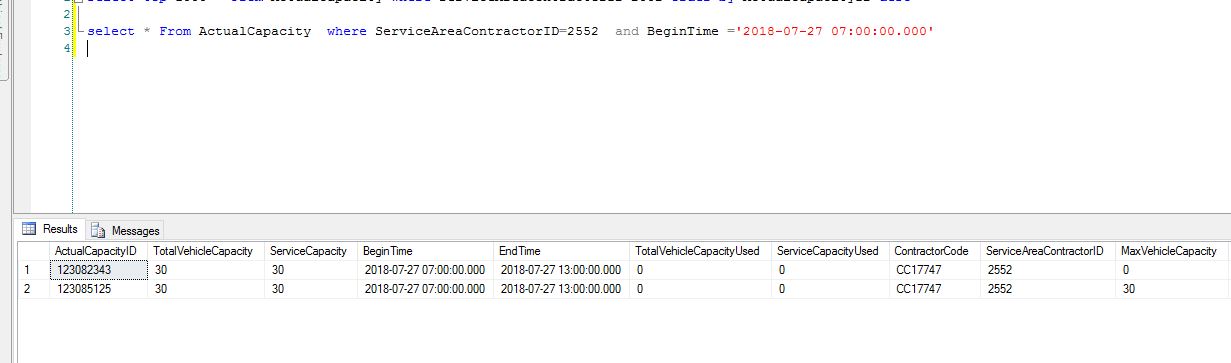 2
3 select * From ActualCapacity where ServiceAreaContractorID=2552 and BeginTime ='2018-07-27 07:00:00.000'
4
Results Messages
ActualCapacityID TotalVehicleCapacity ServiceCapacity BeginTime EndTime TotalVehicleCapacityUsed ServiceCapacityUsed ContractorCode ServiceAreaContractorID MaxVehicleCapacity
1 123082343 30 30 2018-07-27 07:00:00.000 2018-07-27 13:00:00.000 0 0 CC17747 2552 0
2 123085125 30 30 2018-07-27 07:00:00.000 2018-07-27 13:00:00.000 0 0 CC17747 2552 30